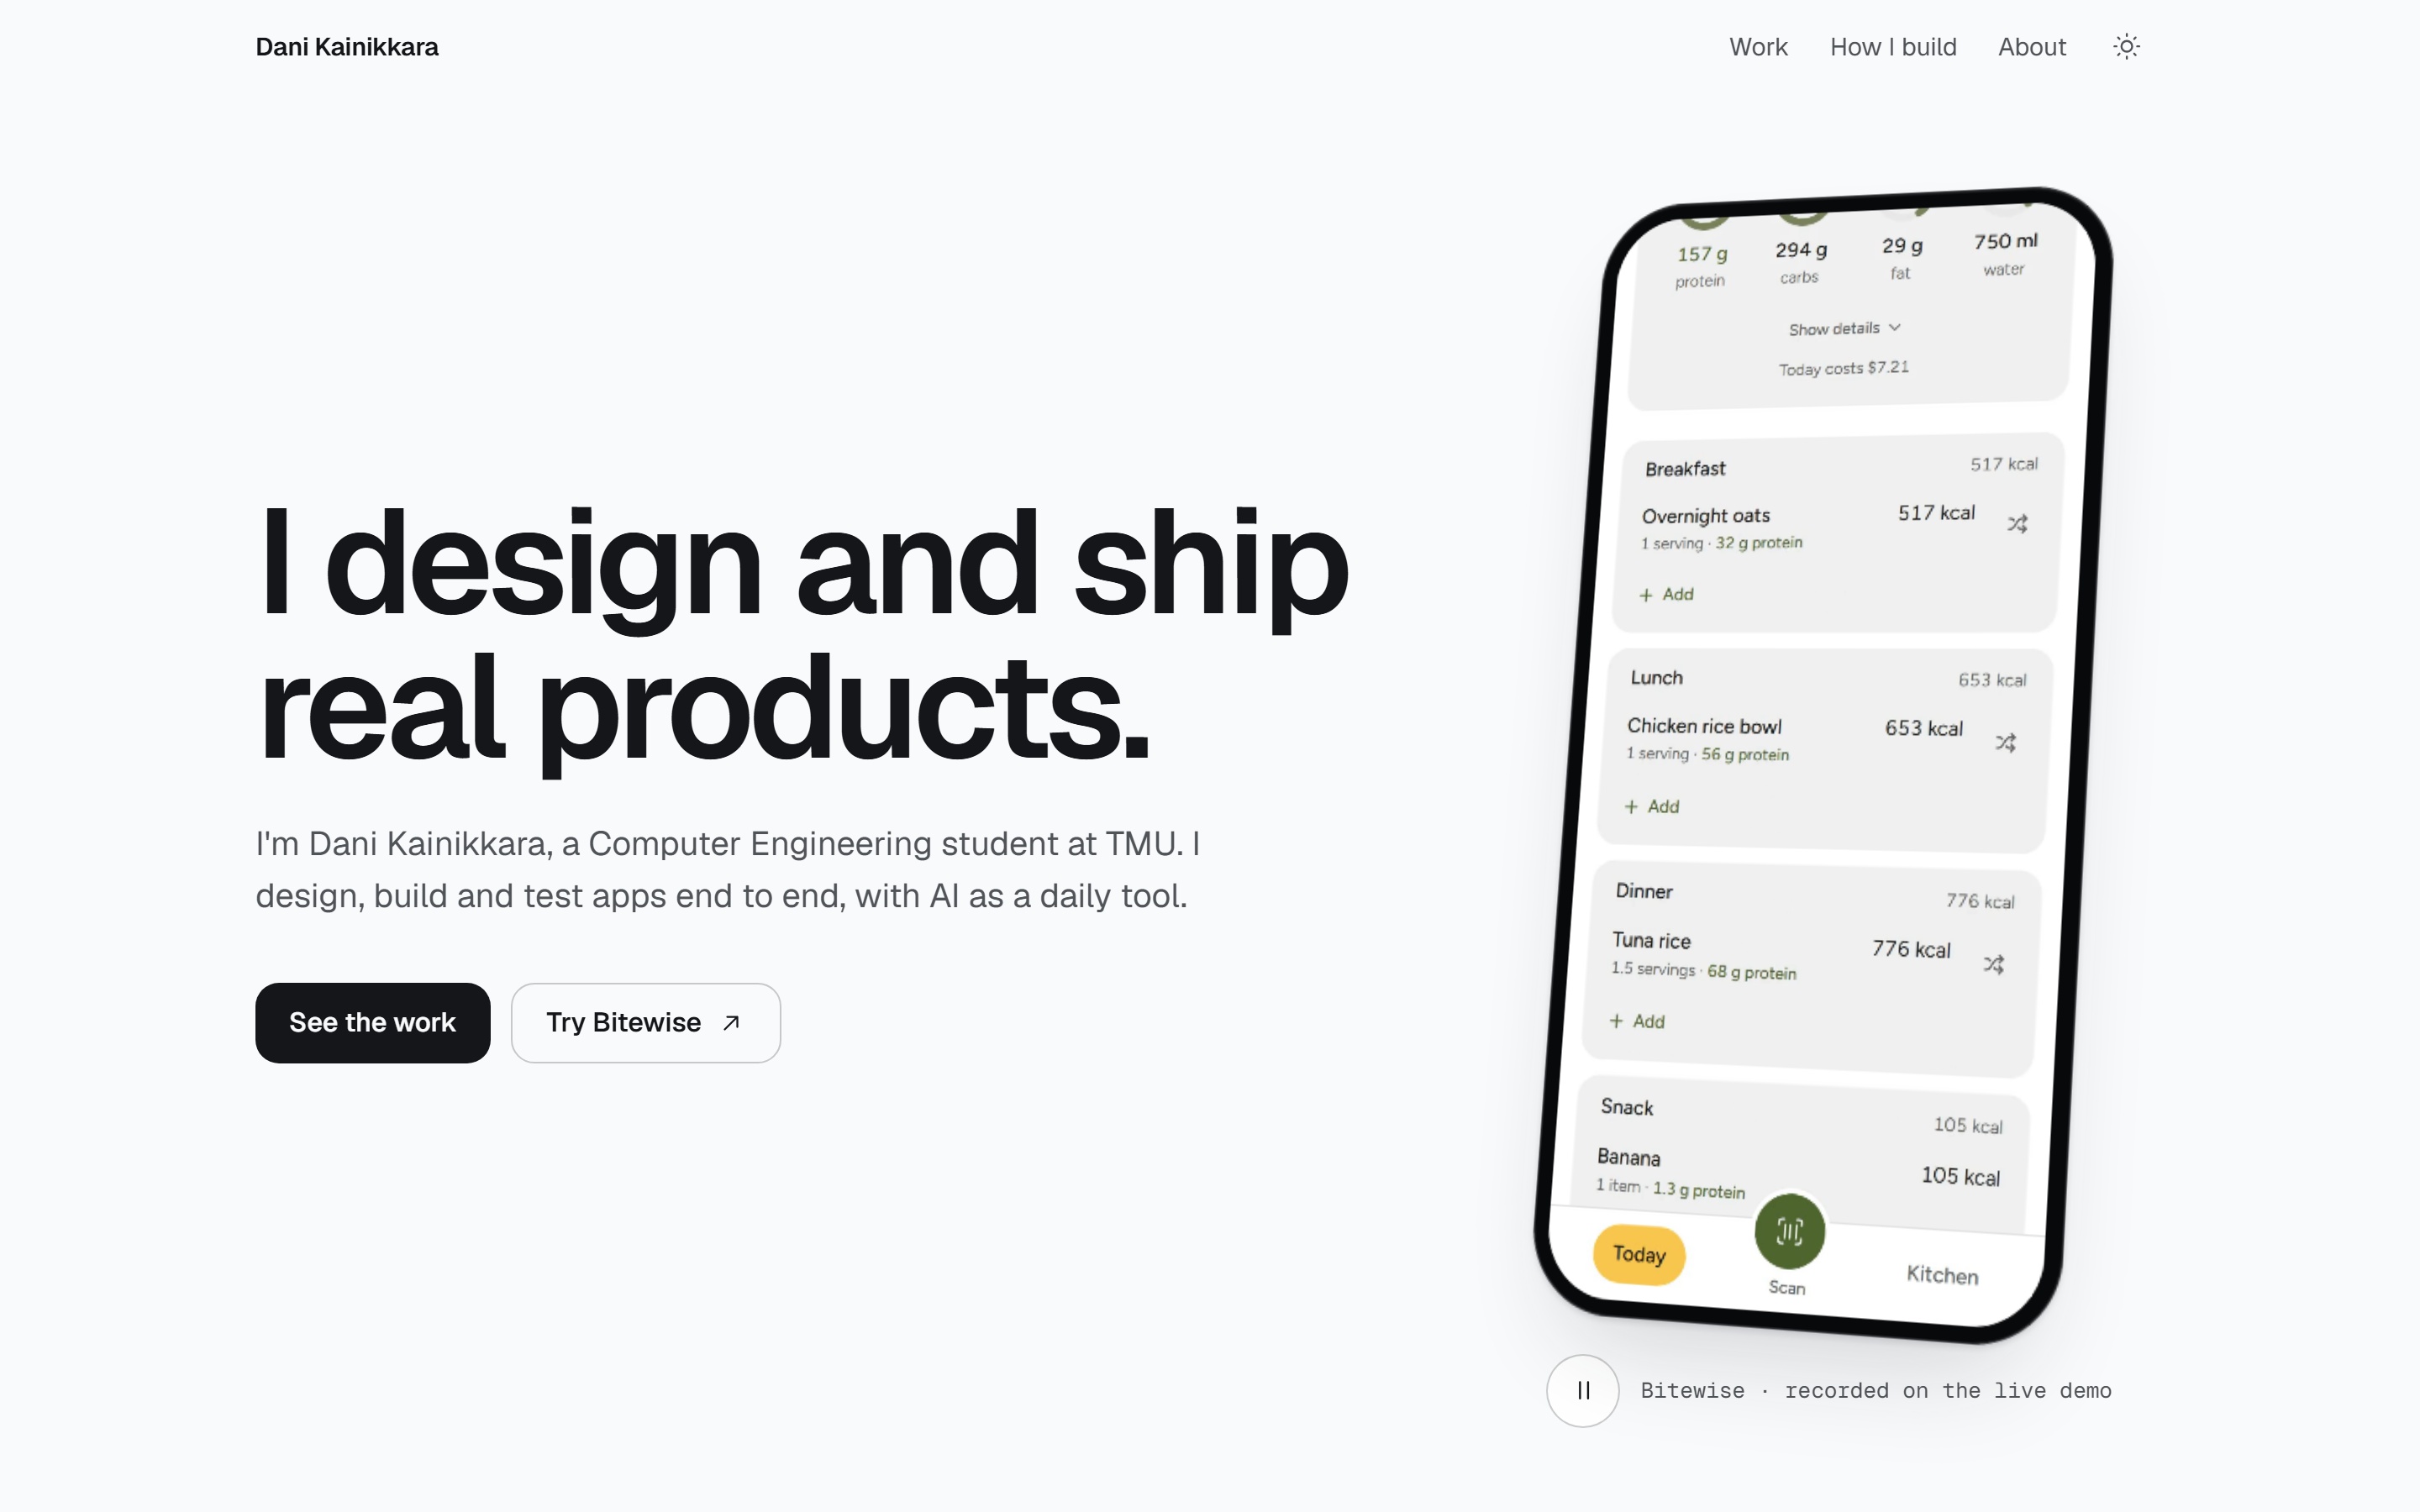 Dani Kainikkara
Work
How I build
About
I design and ship
real products.
I'm Dani Kainikkara, a Computer Engineering student at TMU. I
design, build and test apps end to end, with AI as a daily tool.
See the work
Try Bitewise
157 g
protein
294 g
carbs
29 g
fat
750 ml
water
Show details
Today costs $7.21
Breakfast
517 kcal
Overnight oats
517 kcal
1 serving · 32 g protein
+ Add
Lunch
653 kcal
Chicken rice bowl
653 kcal
1 serving · 56 g protein
+ Add
Dinner
776 kcal
Tuna rice
776 kcal
1.5 servings · 68 g protein
+ Add
Snack
105 kcal
Banana
105 kcal
1 item · 1.3 g protein
Today
Scan
Kitchen
Bitewise · recorded on the live demo